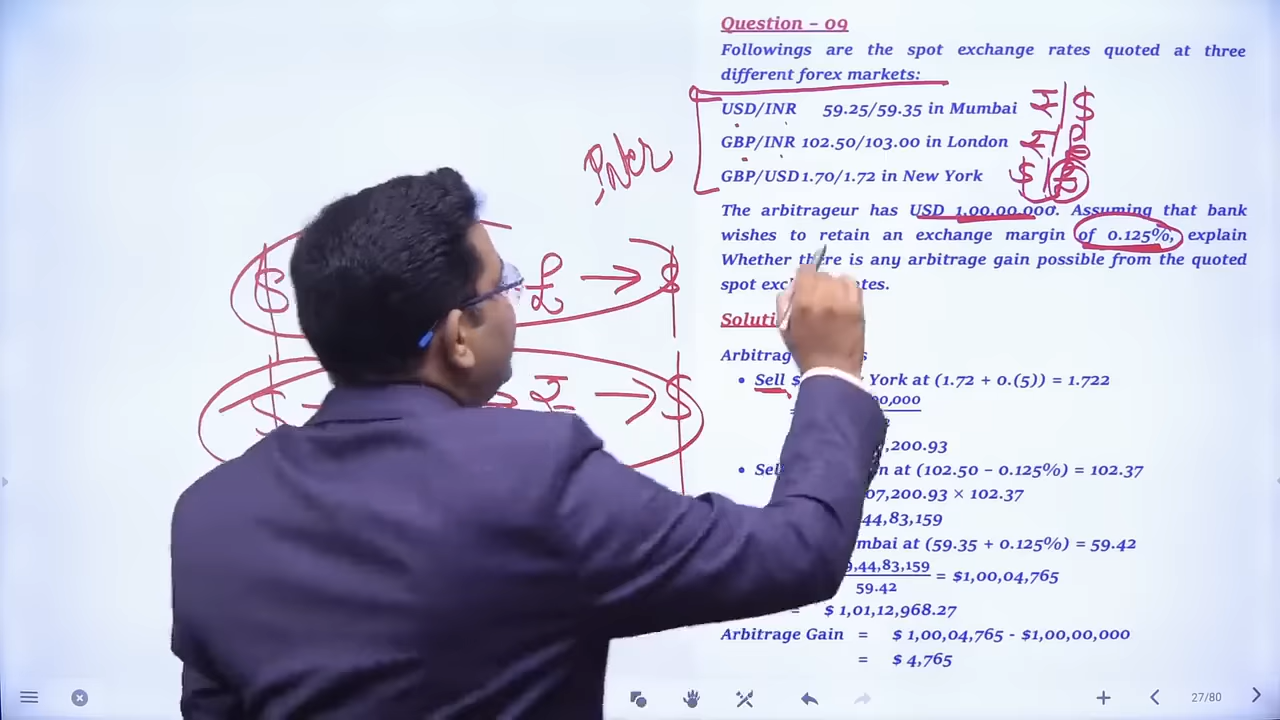 Question – 09
Followings are the spot exchange rates quoted at three
different forex markets:
USD/INR 59.25/59.35 in Mumbai ₹/$
GBP/INR 102.50/103.00 in London ₹/
GBP/USD 1.70/1.72 in New York $/£
The arbitrageur has USD 1,00,00,000. Assuming that bank
wishes to retain an exchange margin of 0.125%, explain
Whether there is any arbitrage gain possible from the quoted
spot
$ £ → $
$ → ₹ → $
Sell $ York at (1.72 + 0.(5)) = 1.722
,200.93
at (102.50 – 0.125%) = 102.37
07,200.93 × 102.37
44,83,159
at (59.35 + 0.125%) = 59.42
9,44,83,159
59.42
= $1,00,04,765
= $ 1,01,12,968.27
Arbitrage Gain = $ 1,00,04,765 - $1,00,00,000
= $ 4,765
27/80